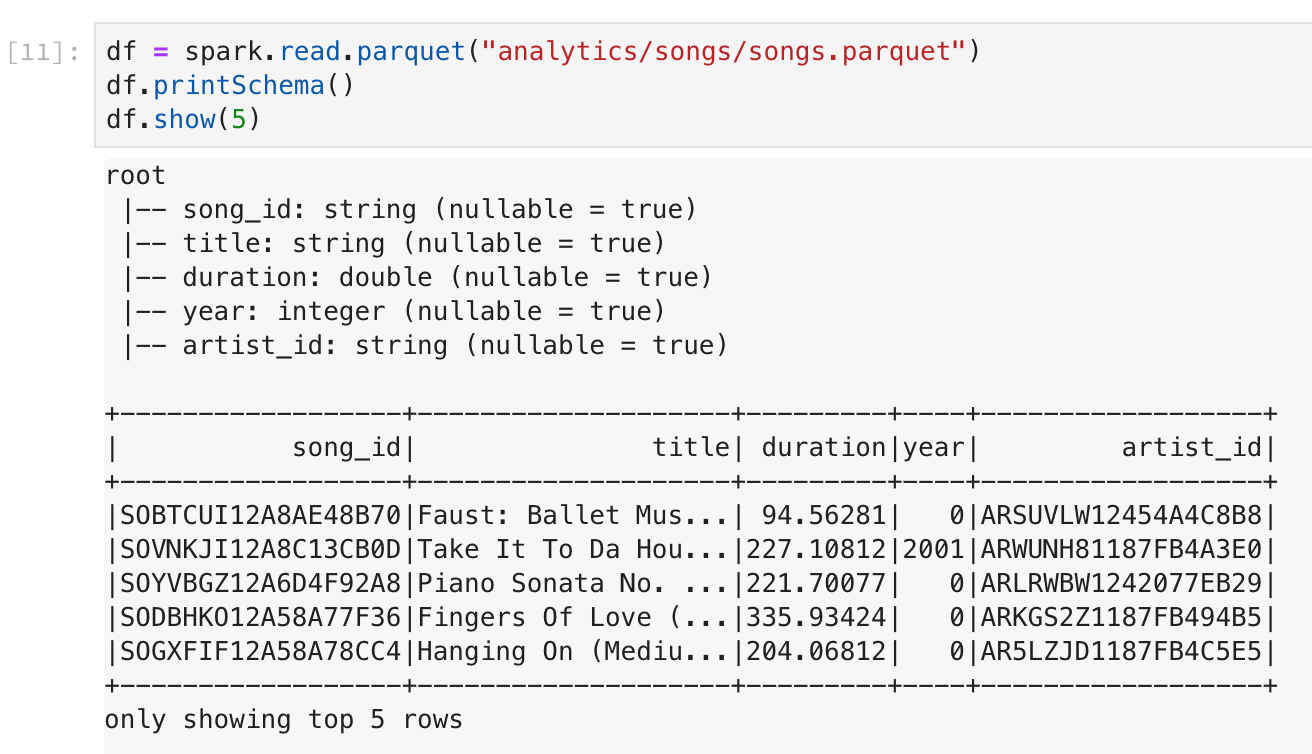 [11]: df = spark.read.parquet("analytics/songs/songs.parquet")
df.printSchema()
df.show(5)
root
 |-- song_id: string (nullable = true)
 |-- title: string (nullable = true)
 |-- duration: double (nullable = true)
 |-- year: integer (nullable = true)
 |-- artist_id: string (nullable = true)

+------------------+--------------------+---------+----+------------------+
|           song_id|               title| duration|year|         artist_id|
+------------------+--------------------+---------+----+------------------+
|SOBTCUI12A8AE48B70|Faust: Ballet Mus...| 94.56281|   0|ARSUVLW12454A4C8B8|
|SOVNKJI12A8C13CB0D|Take It To Da Hou...|227.10812|2001|ARWUNH81187FB4A3E0|
|SOYVBGZ12A6D4F92A8|Piano Sonata No. ...|221.70077|   0|ARLRWBW1242077EB29|
|SODBHKO12A58A77F36|Fingers Of Love (...|335.93424|   0|ARKGS2Z1187FB494B5|
|SOGXFIF12A58A78CC4|Hanging On (Mediu...|204.06812|   0|AR5LZJD1187FB4C5E5|
+------------------+--------------------+---------+----+------------------+
only showing top 5 rows